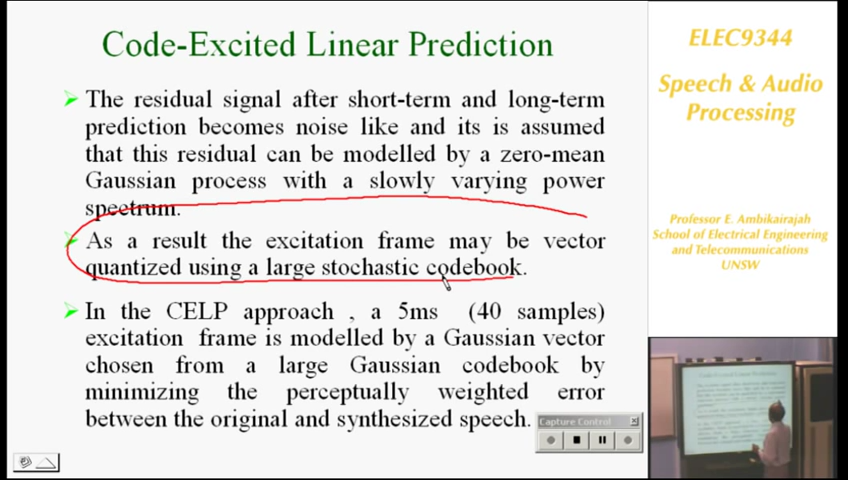 Code-Excited Linear Prediction
The residual signal after short-term and long-term
prediction becomes noise like and its is assumed
that this residual can be modelled by a zero-mean
Gaussian process with a slowly varying power
spectrum.
As a result the excitation frame may be vector
quantized using a large stochastic codebook.
In the CELP approach , a 5ms (40 samples)
excitation frame is modelled by a Gaussian vector
chosen from a large Gaussian codebook by
minimizing the perceptually weighted error
between the original and synthesized speech.
Capture Control
ELEC9344
Speech & Audio
Processing
Professor E. Ambikairajah
School of Electrical Engineering
and Telecommunications
UNSW
Code-Excited Linear Prediction